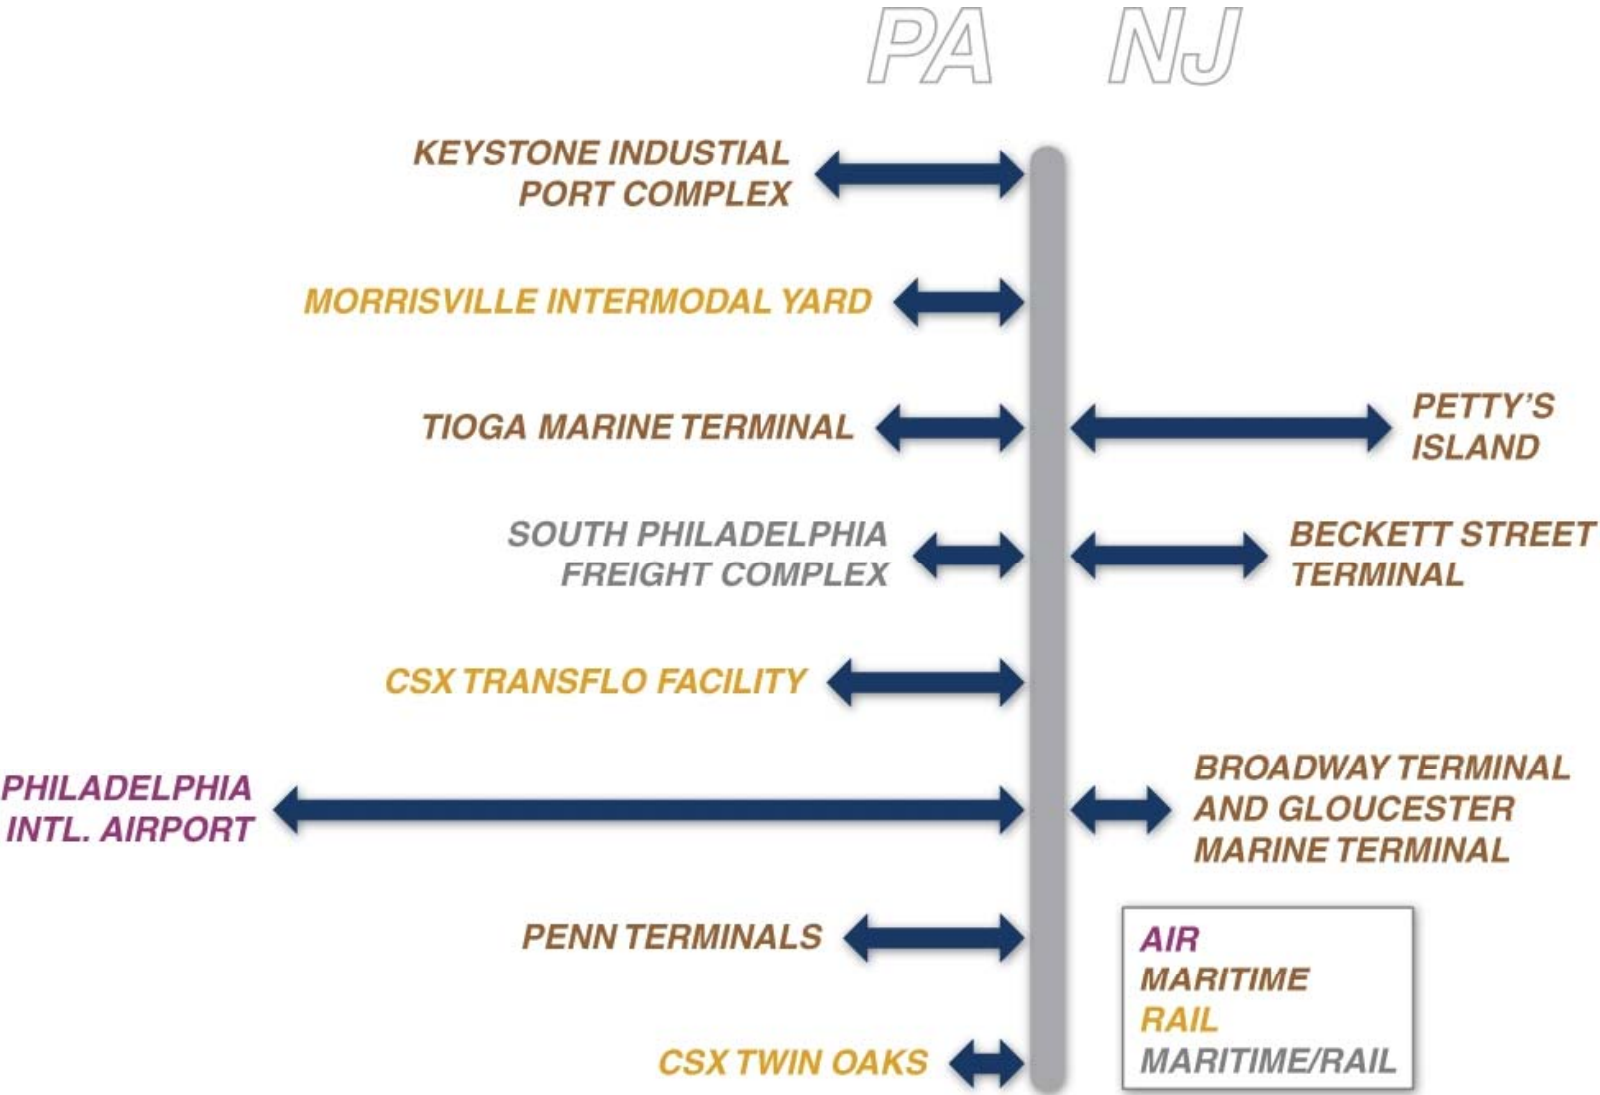 PA NJ
KEYSTONE INDUSTIAL
PORT COMPLEX
MORRISVILLE INTERMODAL YARD
TIOGA MARINE TERMINAL
PETTY'S
ISLAND
SOUTH PHILADELPHIA
FREIGHT COMPLEX
BECKETT STREET
TERMINAL
CSX TRANSFLO FACILITY
PHILADELPHIA
INTL. AIRPORT
BROADWAY TERMINAL
AND GLOUCESTER
MARINE TERMINAL
PENN TERMINALS
CSX TWIN OAKS
AIR
MARITIME
RAIL
MARITIME/RAIL